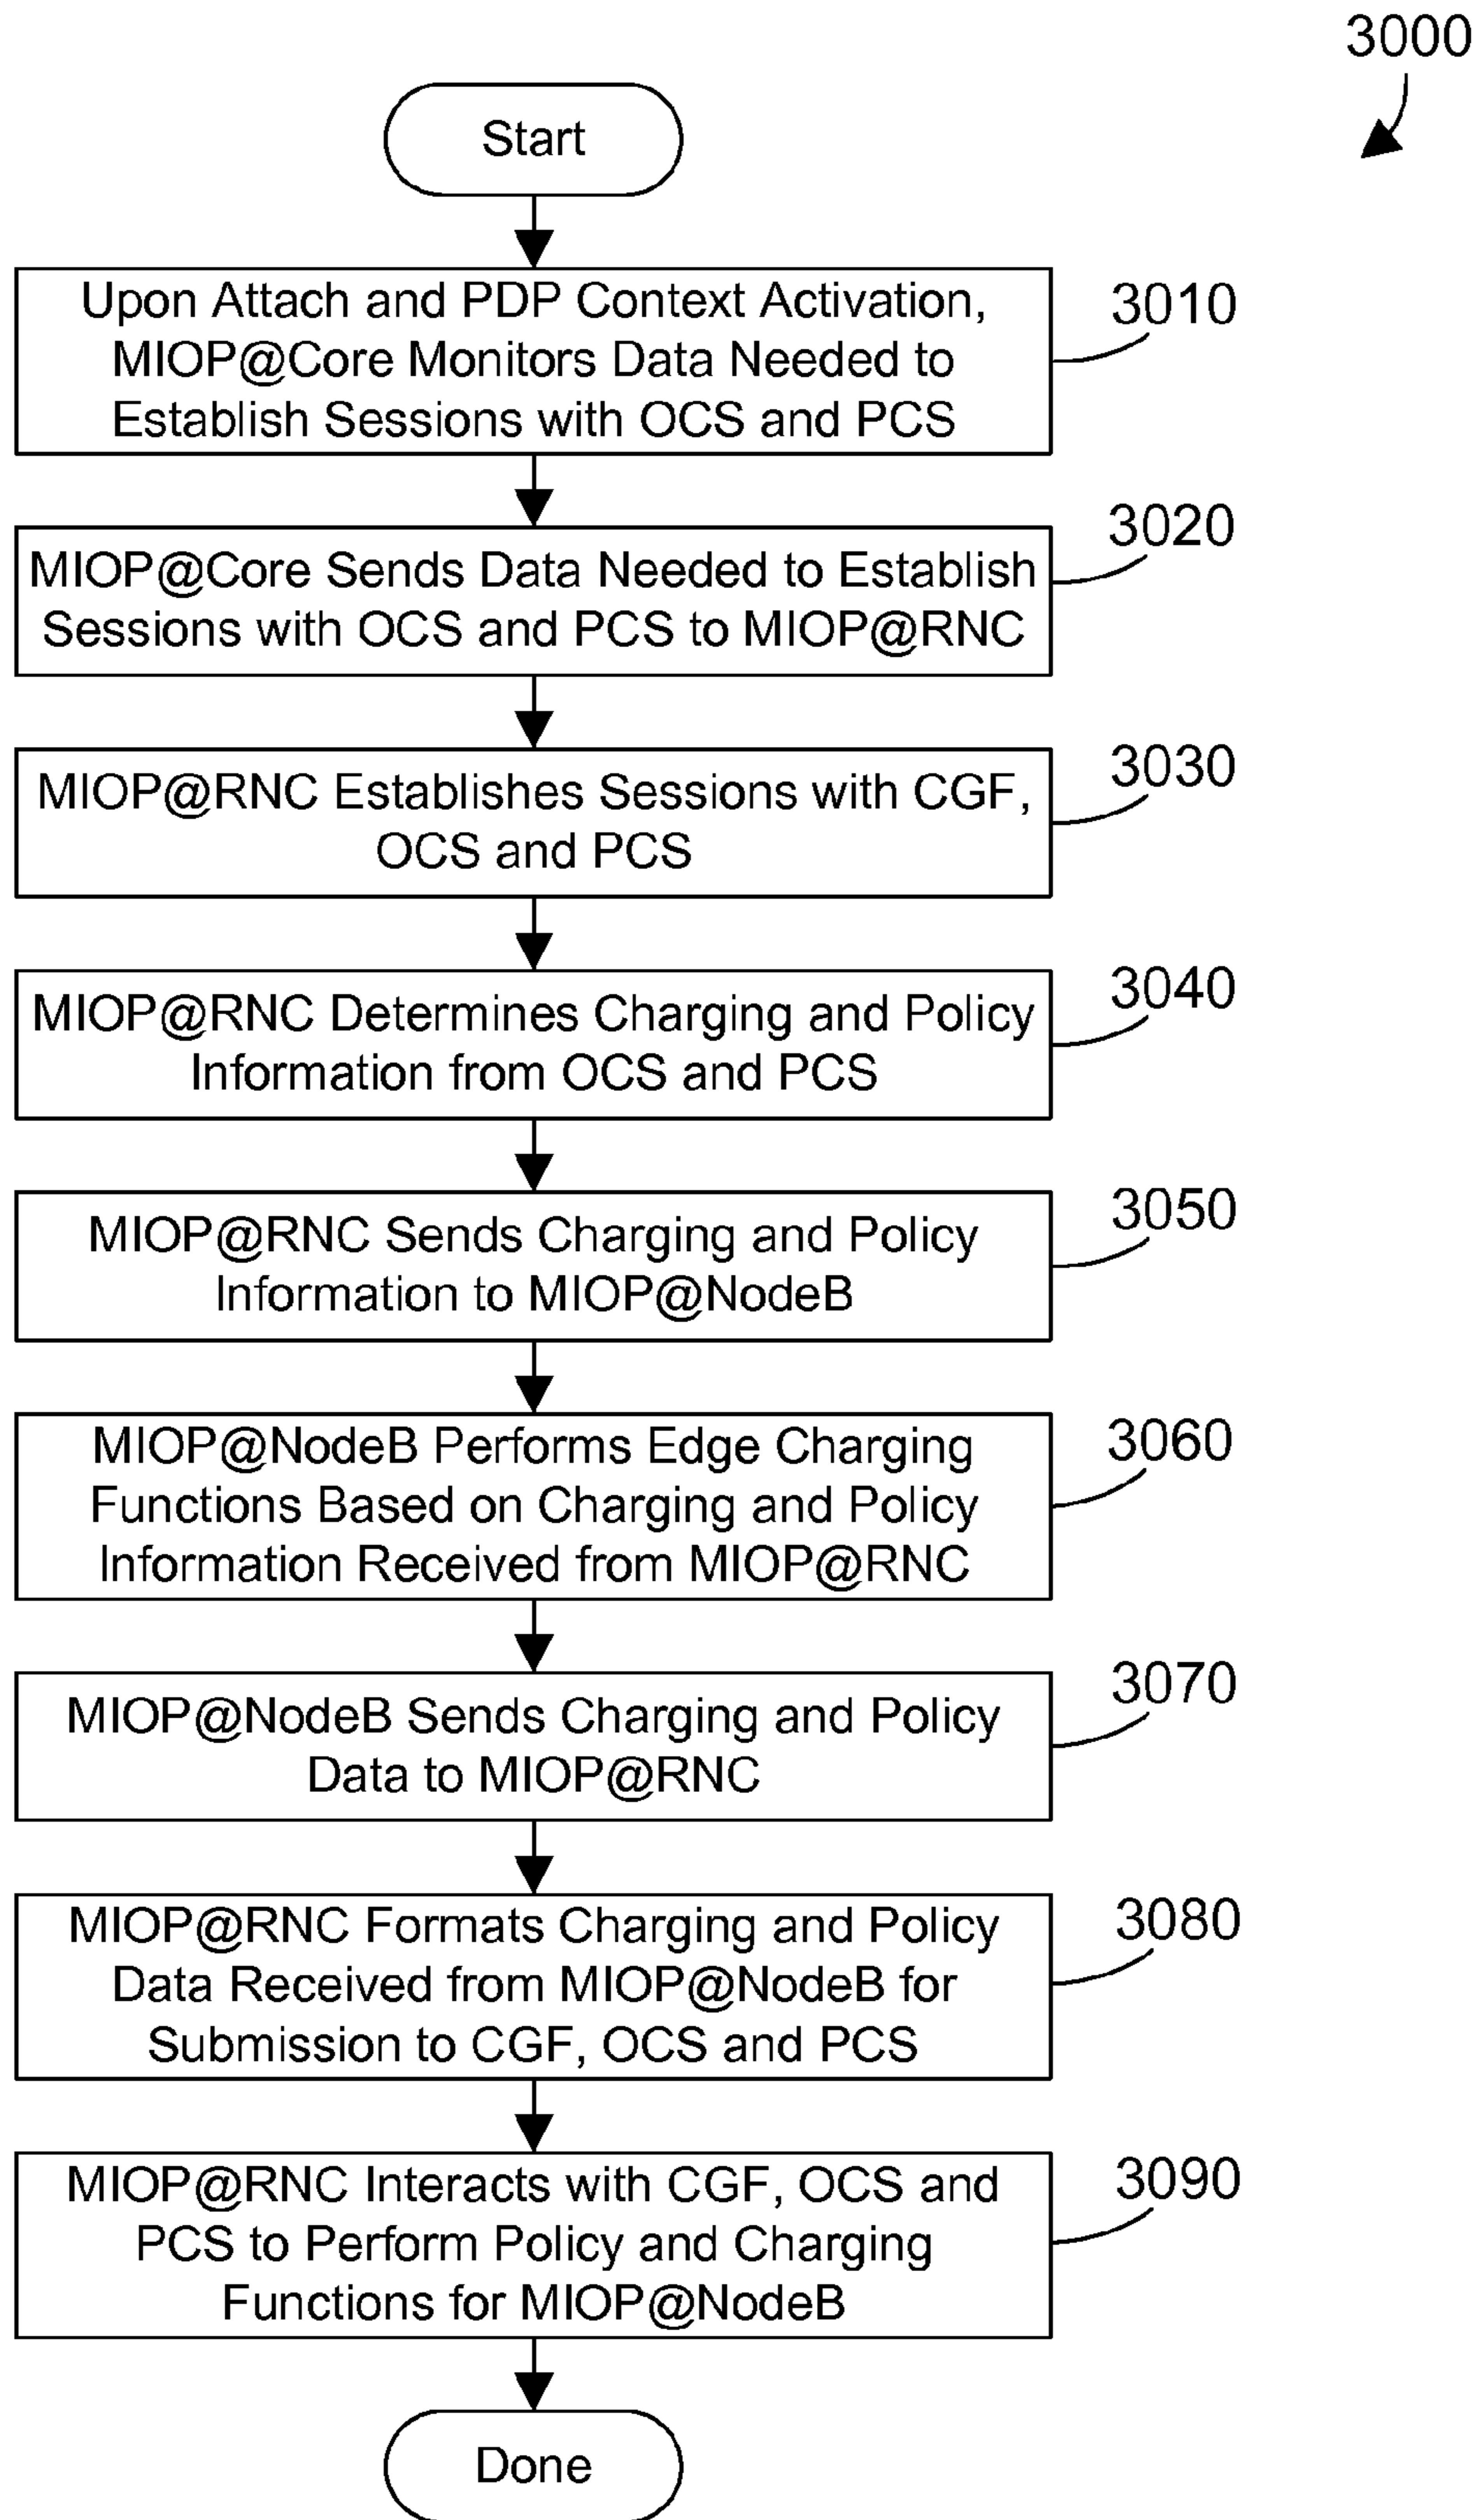 3000
Start
Upon Attach and PDP Context Activation,
MIOP@Core Monitors Data Needed to
Establish Sessions with OCS and PCS
3010
MIOP@Core Sends Data Needed to Establish
Sessions with OCS and PCS to MIOP@RNC
3020
MIOP@RNC Establishes Sessions with CGF,
OCS and PCS
3030
MIOP@RNC Determines Charging and Policy
Information from OCS and PCS
3040
MIOP@RNC Sends Charging and Policy
Information to MIOP@NodeB
3050
MIOP@NodeB Performs Edge Charging
Functions Based on Charging and Policy
Information Received from MIOP@RNC
3060
MIOP@NodeB Sends Charging and Policy
Data to MIOP@RNC
3070
MIOP@RNC Formats Charging and Policy
Data Received from MIOP@NodeB for
Submission to CGF, OCS and PCS
3080
MIOP@RNC Interacts with CGF, OCS and
PCS to Perform Policy and Charging
Functions for MIOP@NodeB
3090
Done